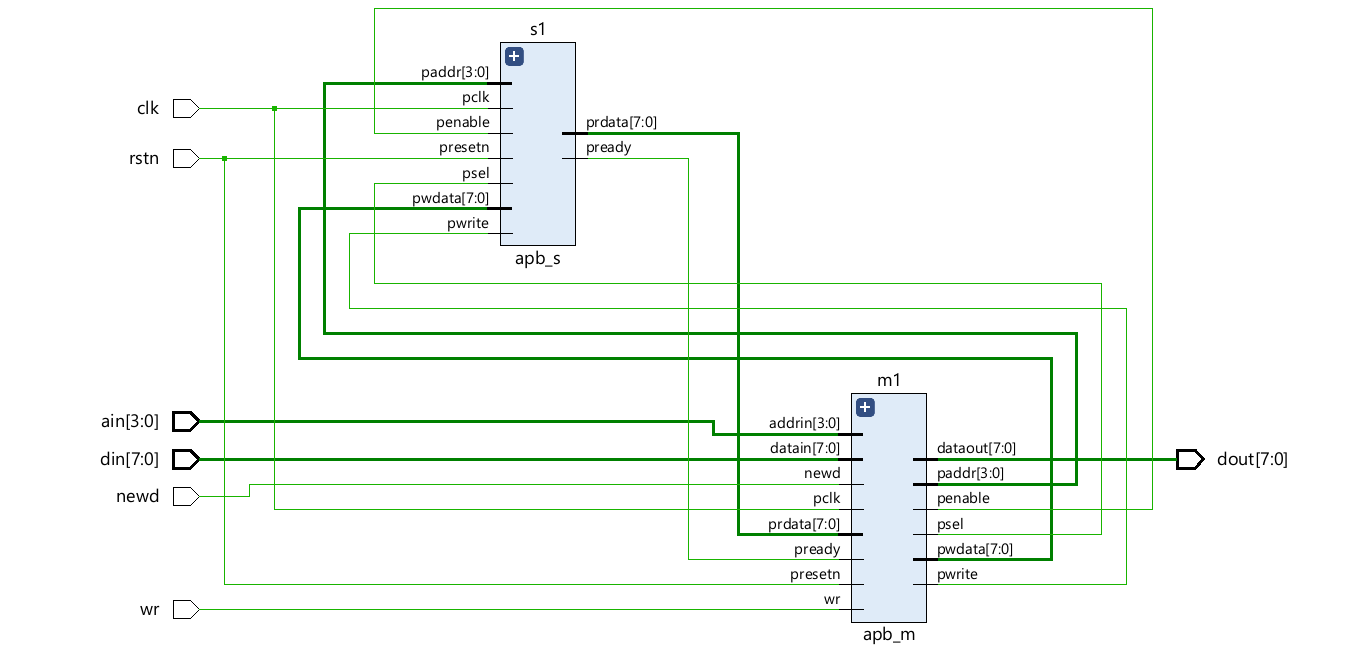 s1
paddr[3:0]
clk
pclk
penable
prdata[7:0]
rstn
presetn
pready
psel
pwdata[7:0]
pwrite
apb_s
m1
ain[3:0]
addrin[3:0]
din[7:0]
datain[7:0]
dataout[7:0]
dout[7:0]
newd
newd
paddr[3:0]
pclk
penable
prdata[7:0]
psel
pready
pwdata[7:0]
presetn
pwrite
wr
wr
apb_m